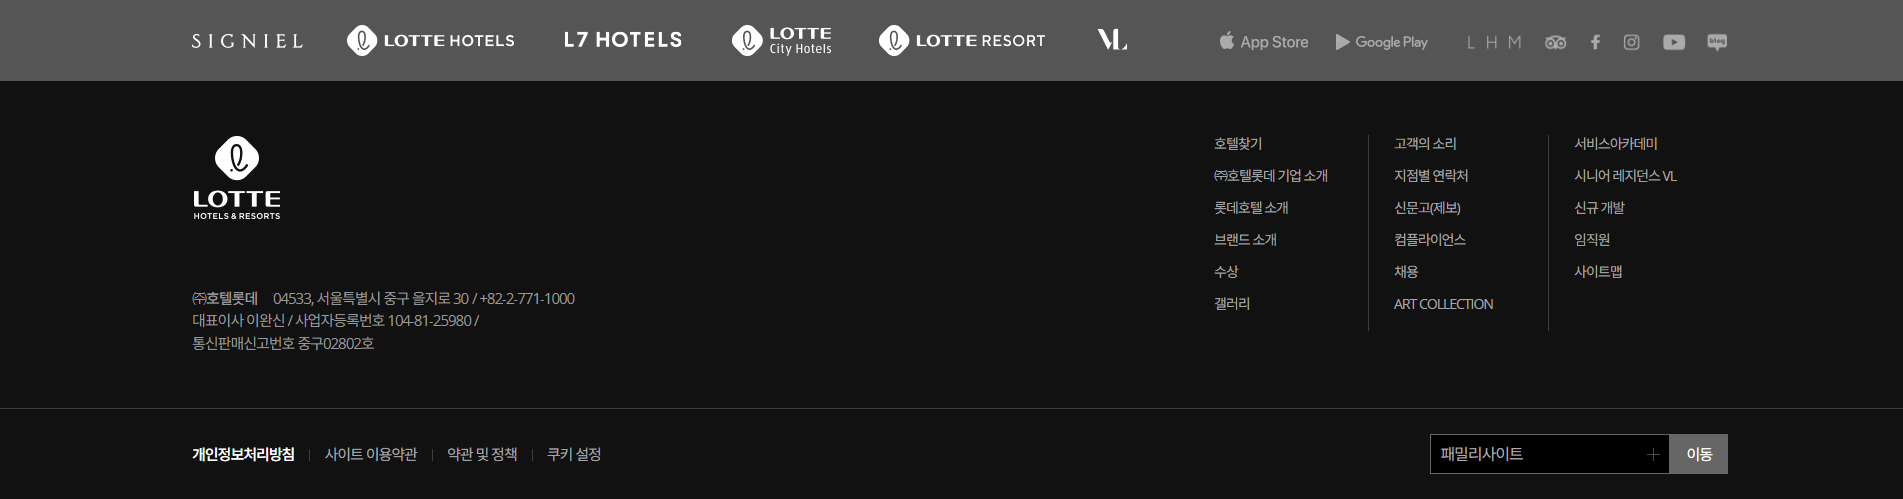 SIGNIEL LOTTE HOTELS L7 HOTELS LOTTE City Hotels LOTTE RESORT VL App Store Google Play LHM blog
LOTTE
HOTELS & RESORTS
호텔찾기
㈜호텔롯데 기업 소개
롯데호텔 소개
브랜드 소개
수상
갤러리
고객의 소리
지점별 연락처
신문고(제보)
컴플라이언스
채용
ART COLLECTION
서비스아카데미
시니어 레지던스 VL
신규 개발
임직원
사이트맵
㈜호텔롯데 04533, 서울특별시 중구 을지로 30 / +82-2-771-1000
대표이사 이완신 / 사업자등록번호 104-81-25980 /
통신판매신고번호 중구02802호
개인정보처리방침 사이트 이용약관 약관 및 정책 쿠키 설정
패밀리사이트 이동